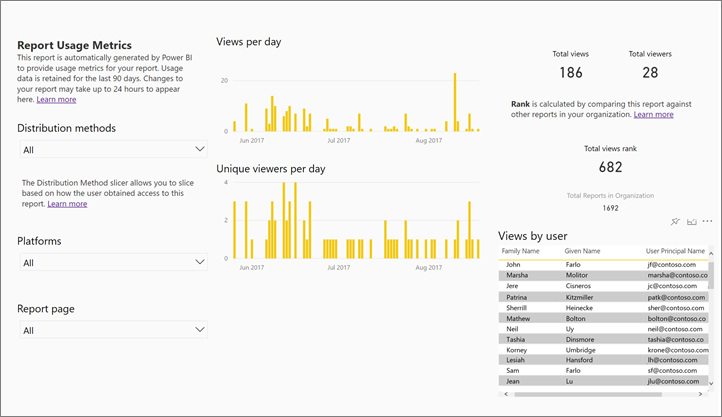 Report Usage Metrics
This report is automatically generated by Power BI
to provide usage metrics for your report. Usage
data is retained for the last 90 days. Changes to
your report may take up to 24 hours to appear
here. Learn more
Distribution methods
All
The Distribution Method slicer allows you to slice
based on how the user obtained access to this
report. Learn more
Platforms
All
Report page
All
Views per day
20
0
Jun 2017 Jul 2017 Aug 2017
Unique viewers per day
4
2
0
Jun 2017 Jul 2017 Aug 2017
Total views Total viewers
186 28
Rank is calculated by comparing this report against
other reports in your organization. Learn more
Total views rank
682
Total Reports in Organization
1692
Views by user
Family Name Given Name User Principal Name
John Farlo jf@contoso.com
Marsha Molitor marsha@contoso.co
Jere Cisneros jc@contoso.com
Patrina Kitzmiller patk@contoso.com
Sherrill Heinecke sher@contoso.com
Mathew Bolton bolton@contoso.co
Neil Uy neil@contoso.com
Tashia Dinsmore tashia@contoso.co
Korney Umbridge krone@contoso.com
Lesiah Hansford lh@contoso.com
Sam Farlo sf@contoso.com
Jean Lu jlu@contoso.com